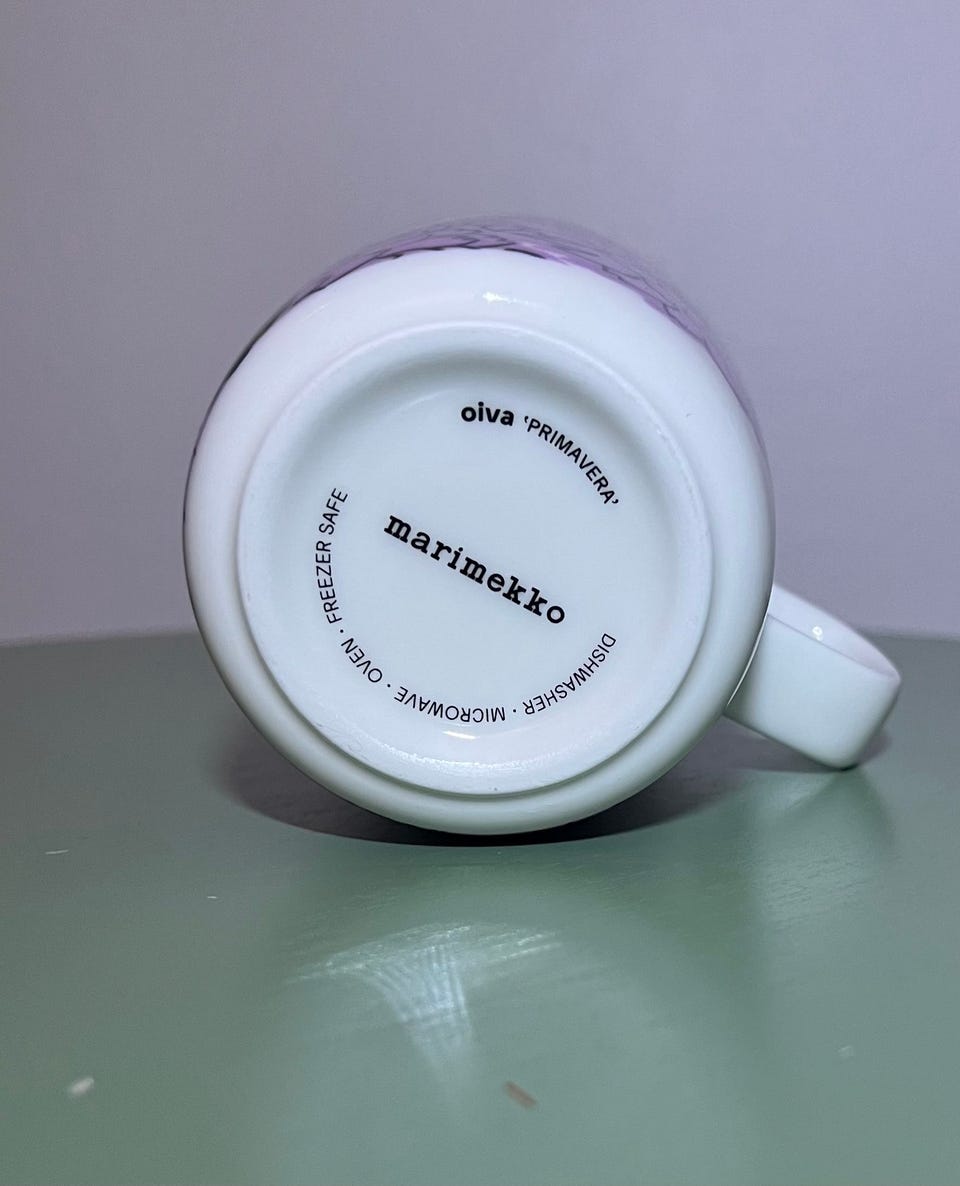 oiva ‘PRIMAVERA’
marimekko
DISHWASHER · MICROWAVE · OVEN · FREEZER SAFE